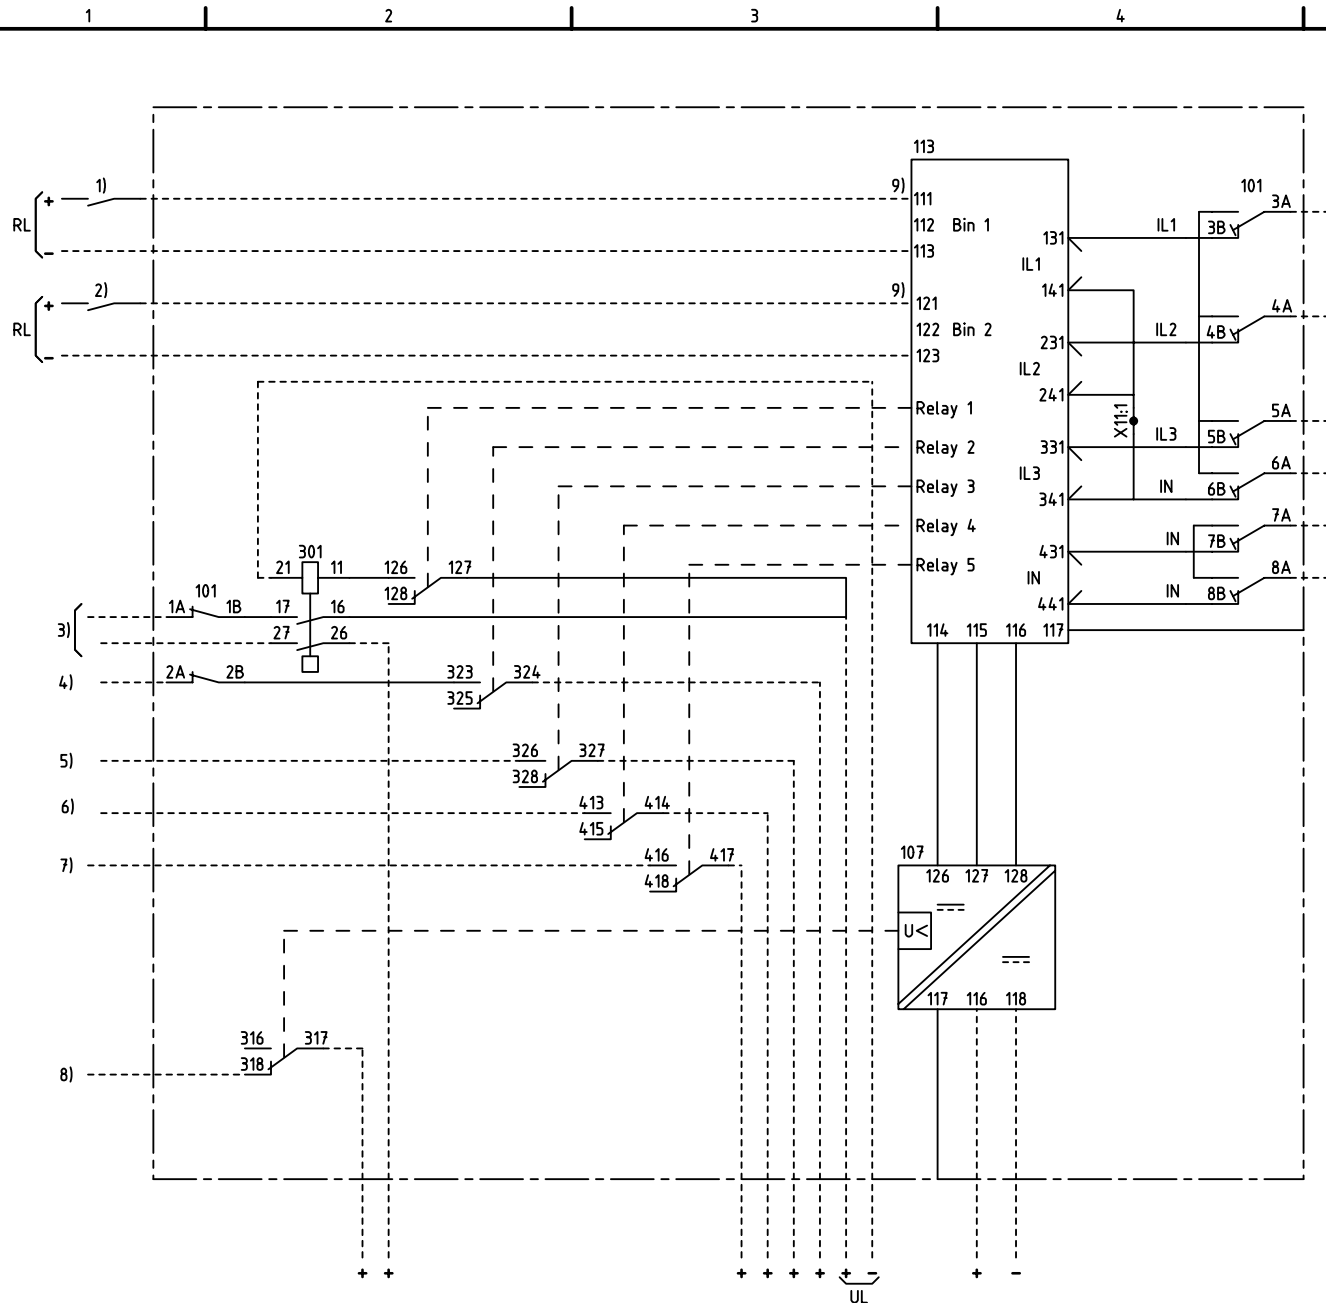 1 2 3 4
113
1) 9) 101
+ 111 3A
RL 112 Bin 1 IL1 3B
- 113 131
IL1
2) 9) 141
+ 121 4A
RL 122 Bin 2 IL2 4B
- 123 231
IL2
241
Relay 1 X11:1 5A
IL3 5B
Relay 2 331
IL3 6A
Relay 3 IN 6B
341
Relay 4 7A
IN 7B
301 431
21 11 126 127 Relay 5 8A
IN
128 IN 8B
101 441
1A 1B 17 16
3) 27 26 114 115 116 117
4) 2A 2B 323 324
325
5) 326 327
328
6) 413 414
415
7) 416 417 107
418 126 127 128
U<
117 116 118
316 317
8) 318
+ + + + + + + - + -
UL